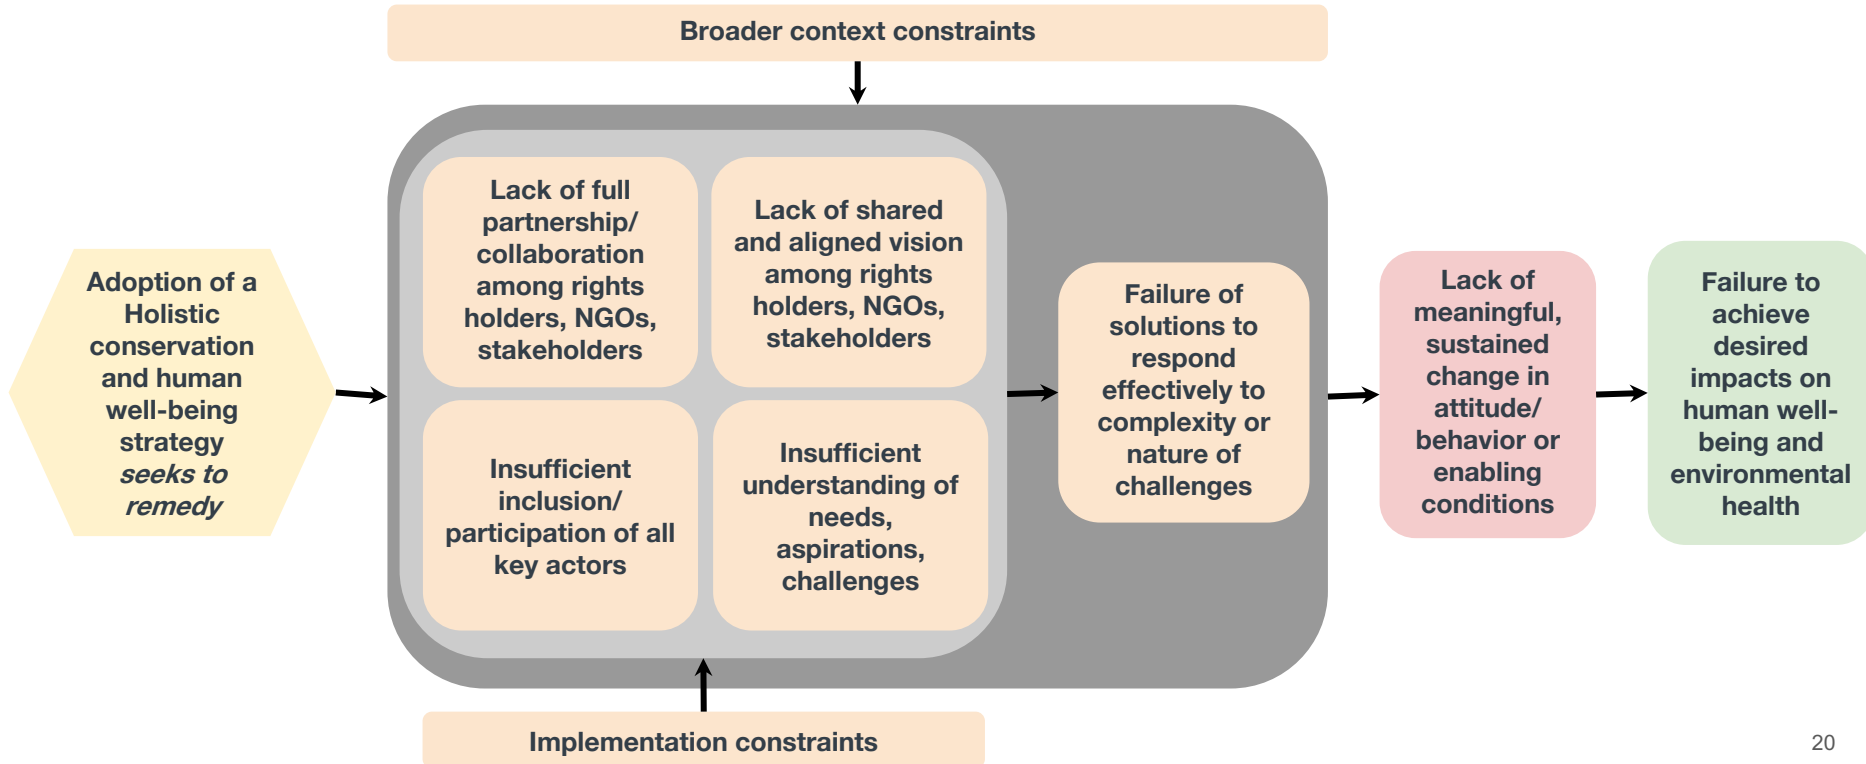 Broader context constraints
Adoption of a
Holistic
conservation
and human
well-being
strategy
seeks to
remedy
Lack of full
partnership/
collaboration
among rights
holders, NGOs,
stakeholders
Lack of shared
and aligned vision
among rights
holders, NGOs,
stakeholders
Insufficient
inclusion/
participation of all
key actors
Insufficient
understanding of
needs,
aspirations,
challenges
Failure of
solutions to
respond
effectively to
complexity or
nature of
challenges
Lack of
meaningful,
sustained
change in
attitude/
behavior or
enabling
conditions
Failure to
achieve
desired
impacts on
human well-
being and
environmental
health
Implementation constraints
20